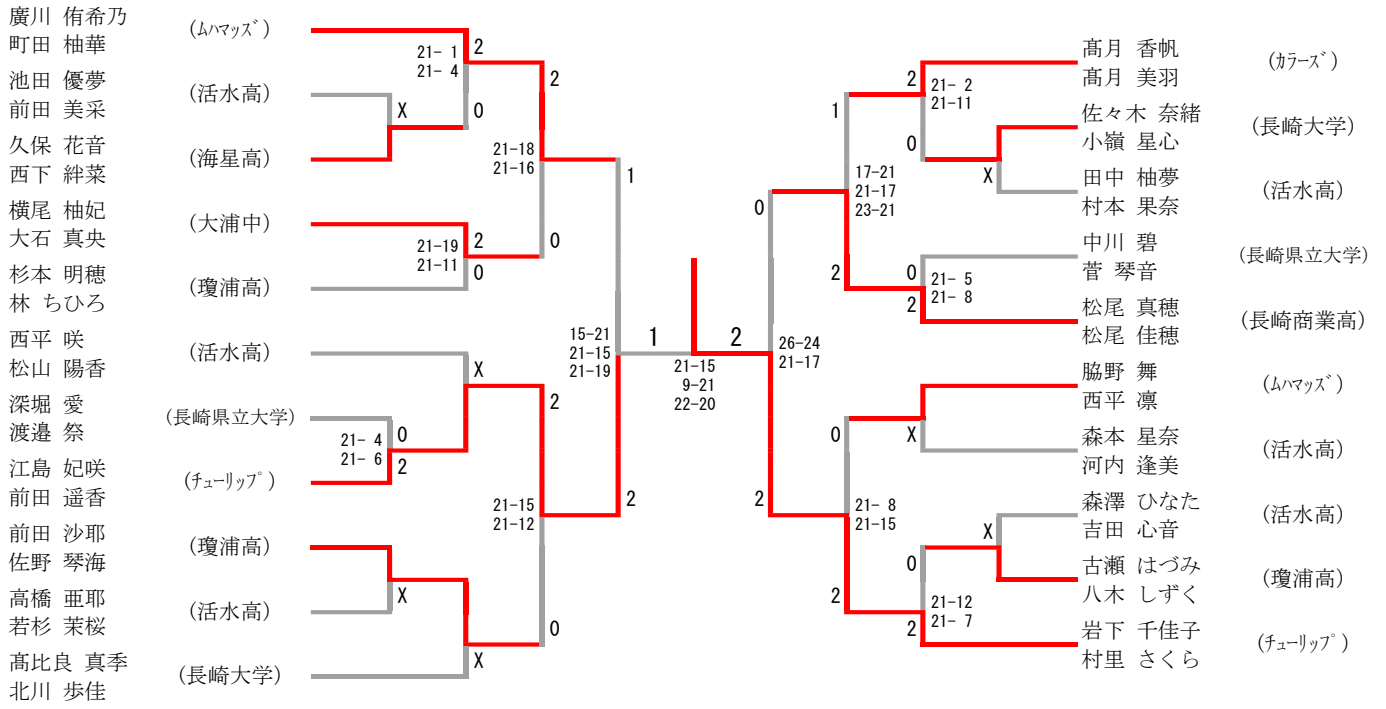 廣川 侑希乃
町田 柚華
(ムハマッズ)
池田 優夢
前田 美采
(活水高)
久保 花音
西下 絆菜
(海星高)
横尾 柚妃
大石 真央
(大浦中)
杉本 明穂
林 ちひろ
(瓊浦高)
西平 咲
松山 陽香
(活水高)
深堀 愛
渡邉 祭
(長崎県立大学)
江島 妃咲
前田 遥香
(チューリップ)
前田 沙耶
佐野 琴海
(瓊浦高)
高橋 亜耶
若杉 茉桜
(活水高)
髙比良 真季
北川 歩佳
(長崎大学)
21- 1
21- 4
2
X
0
2
21-18
21-16
21-19
21-11
2
0
0
1
X
21- 4
21- 6
0
2
2
15-21
21-15
21-19
21-15
21-12
2
X
0
X
1
2
21-15
9-21
22-20
0
26-24
21-17
2
1
17-21
21-17
23-21
2
2
21- 2
21-11
0
X
0
21- 5
21- 8
2
0
X
21- 8
21-15
X
0
2
21-12
21- 7
2
髙月 香帆
髙月 美羽
(カラーズ)
佐々木 奈緒
小嶺 星心
(長崎大学)
田中 柚夢
村本 果奈
(活水高)
中川 碧
菅 琴音
(長崎県立大学)
松尾 真穂
松尾 佳穂
(長崎商業高)
脇野 舞
西平 凛
(ムハマッズ)
森本 星奈
河内 逢美
(活水高)
森澤 ひなた
吉田 心音
(活水高)
古瀬 はづみ
八木 しずく
(瓊浦高)
岩下 千佳子
村里 さくら
(チューリップ)